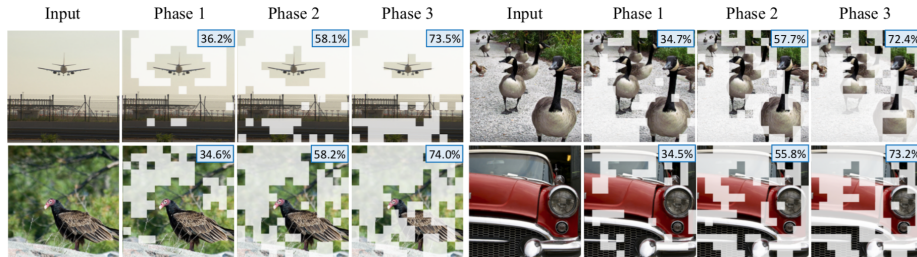 Input Phase 1 Phase 2 Phase 3 Input Phase 1 Phase 2 Phase 3
36.2% 58.1% 73.5% 34.7% 57.7% 72.4%
34.6% 58.2% 74.0% 34.5% 55.8% 73.2%